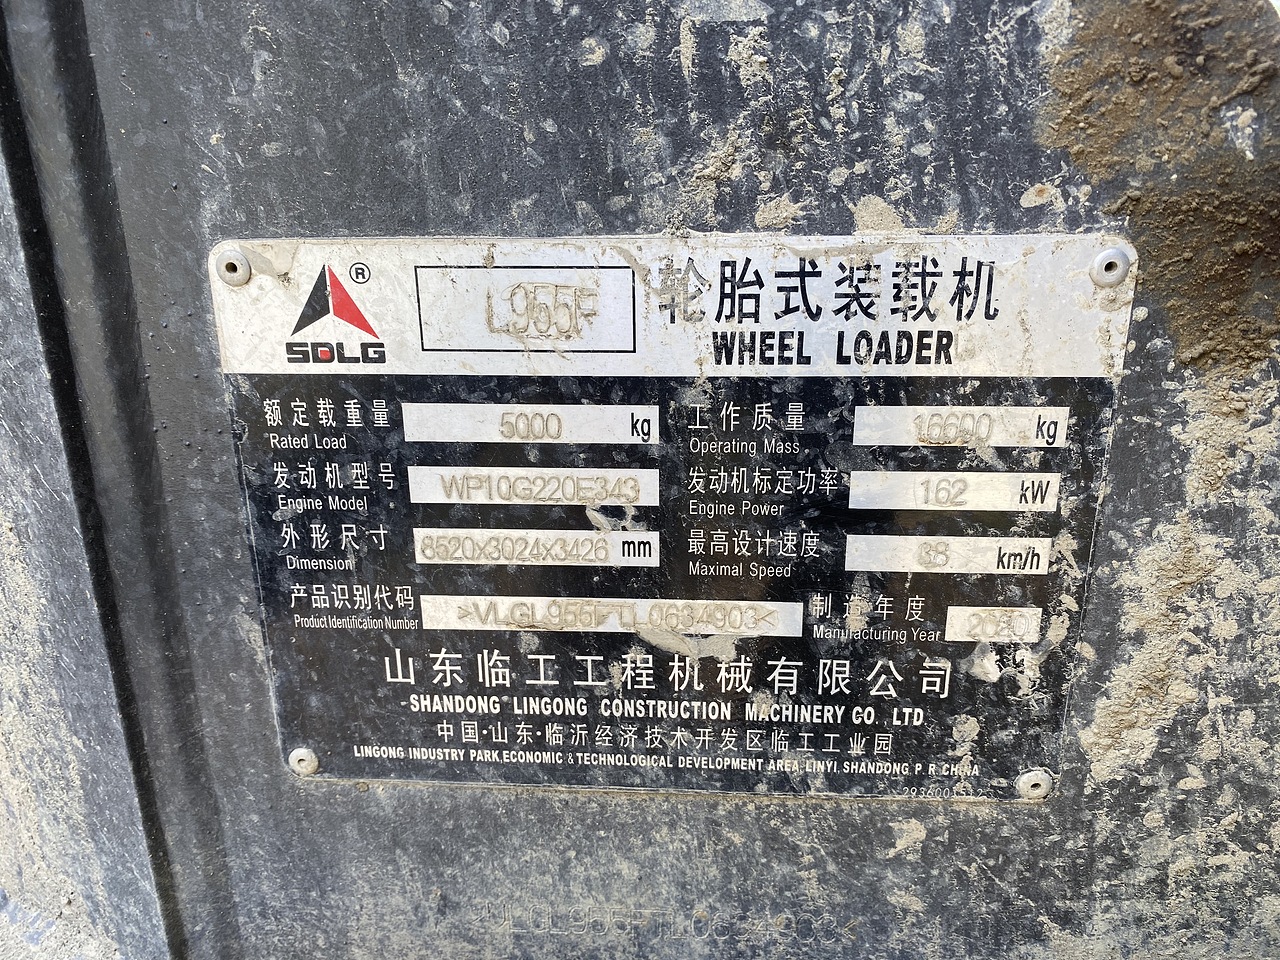 ®
SDLG
L955F
轮胎式装载机
WHEEL LOADER
额定载重量 5000 kg
Rated Load
工作质量 16600 kg
Operating Mass
发动机型号 WP10G220E343
Engine Model
发动机标定功率 162 kW
Engine Power
外形尺寸 8520x3024x3426 mm
Dimension
最高设计速度 38 km/h
Maximal Speed
产品识别代码 >VLGL955FTL0634903<
Product Identification Number
制造年度 2020
Manufacturing Year
山东临工工程机械有限公司
SHANDONG LINGONG CONSTRUCTION MACHINERY CO., LTD
中国·山东·临沂经济技术开发区临工工业园
LINGONG INDUSTRY PARK,ECONOMIC & TECHNOLOGICAL DEVELOPMENT AREA, LINYI, SHANDONG, P. R. CHINA
2936001512
>VLGL955FTL0634903<